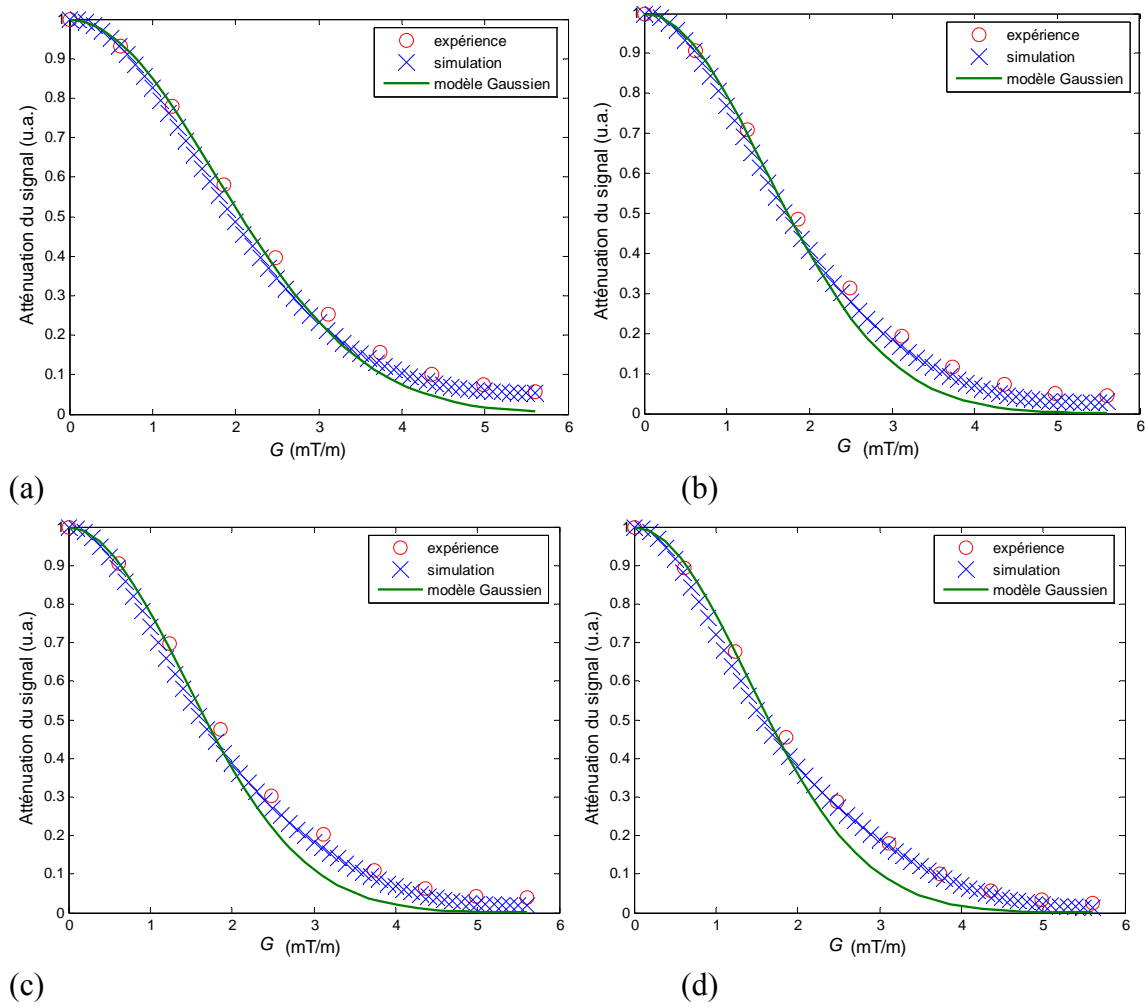 1
0.9
0.8
0.7
0.6
0.5
0.4
0.3
0.2
0.1
0
0 1 2 3 4 5 6
Atténuation du signal (u.a.)
G (mT/m)
expérience
simulation
modèle Gaussien
(a)
1
0.9
0.8
0.7
0.6
0.5
0.4
0.3
0.2
0.1
0
0 1 2 3 4 5 6
Atténuation du signal (u.a.)
G (mT/m)
expérience
simulation
modèle Gaussien
(b)
1
0.9
0.8
0.7
0.6
0.5
0.4
0.3
0.2
0.1
0
0 1 2 3 4 5 6
Atténuation du signal (u.a.)
G (mT/m)
expérience
simulation
modèle Gaussien
(c)
1
0.9
0.8
0.7
0.6
0.5
0.4
0.3
0.2
0.1
0
0 1 2 3 4 5 6
Atténuation du signal (u.a.)
G (mT/m)
expérience
simulation
modèle Gaussien
(d)